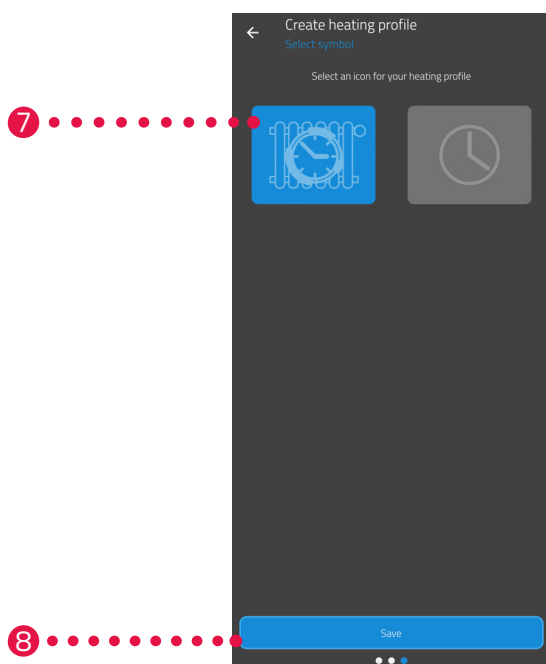 Create heating profile
Select symbol
Select an icon for your heating profile
7
8
Save